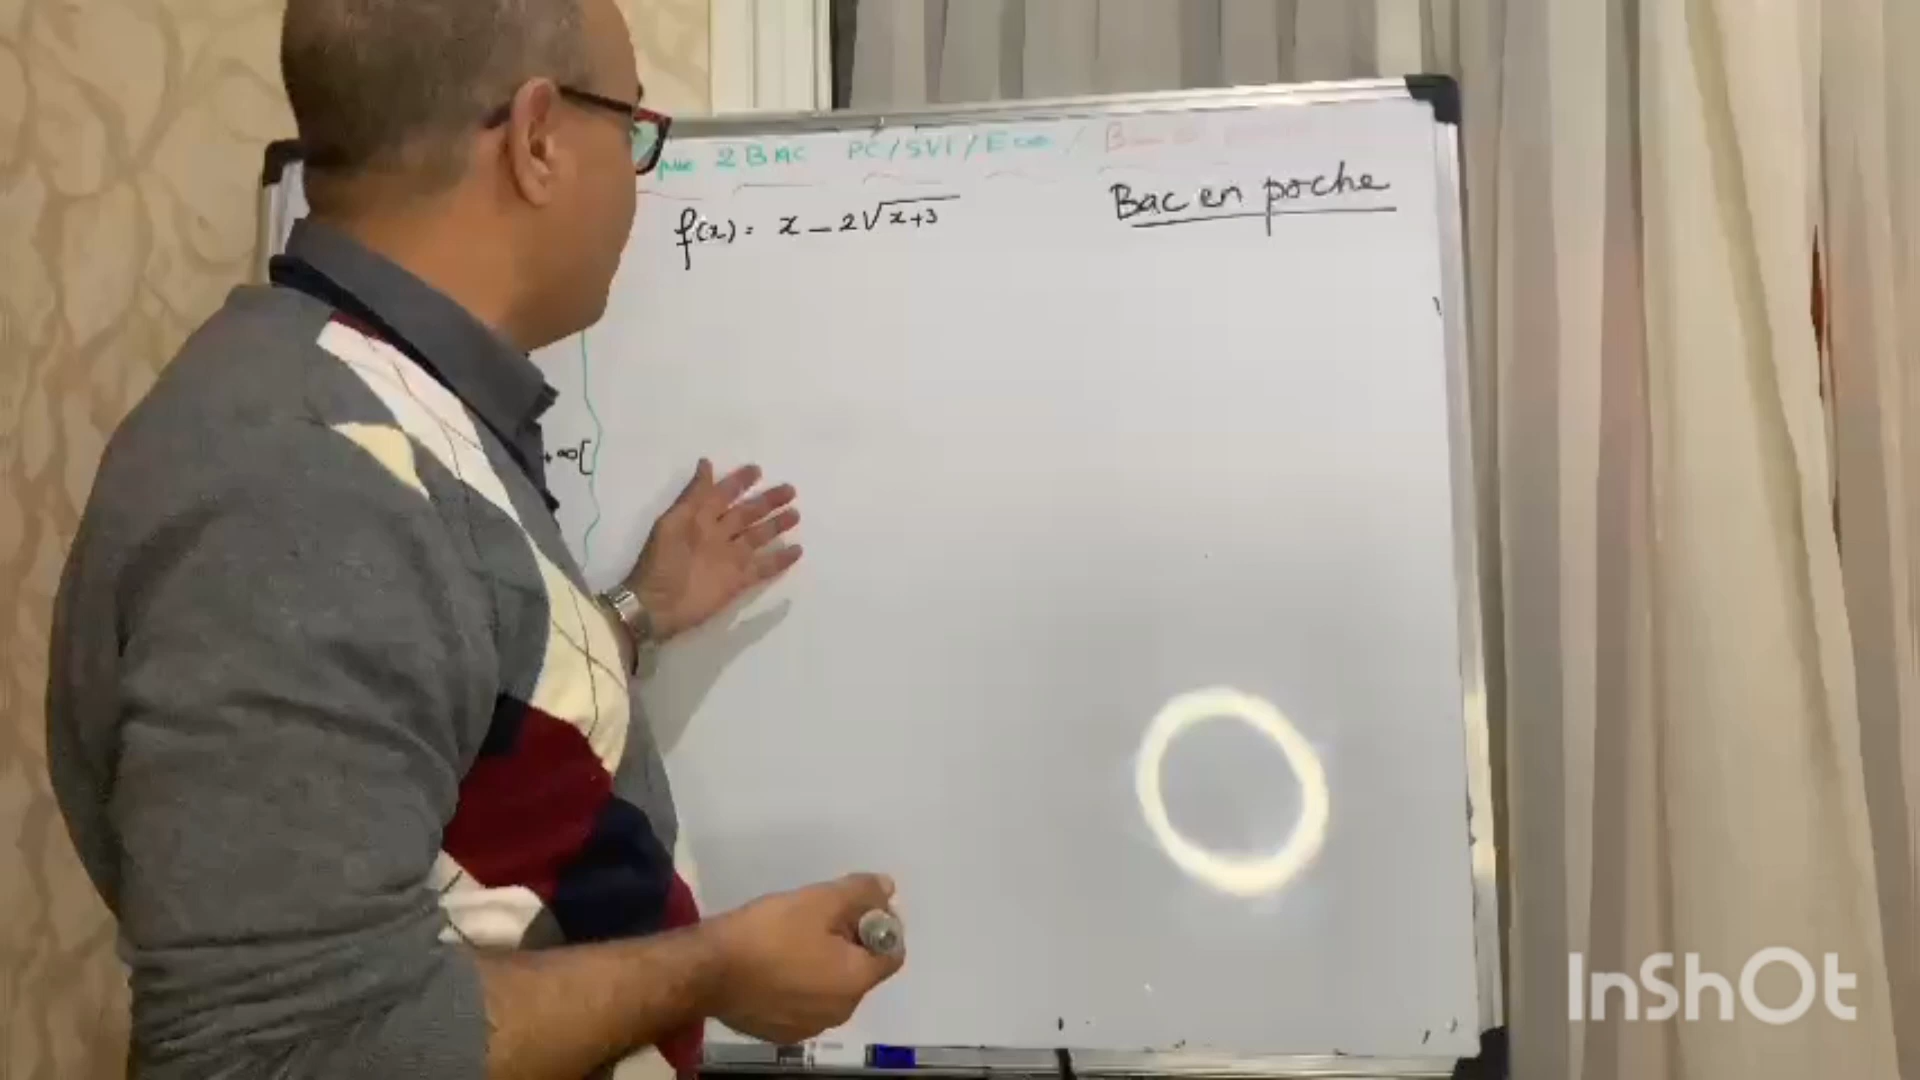 2 BAC PC/SVT/Eco/
Bac en poche
f(x) = x - 2√x+3
+∞[
InShOt